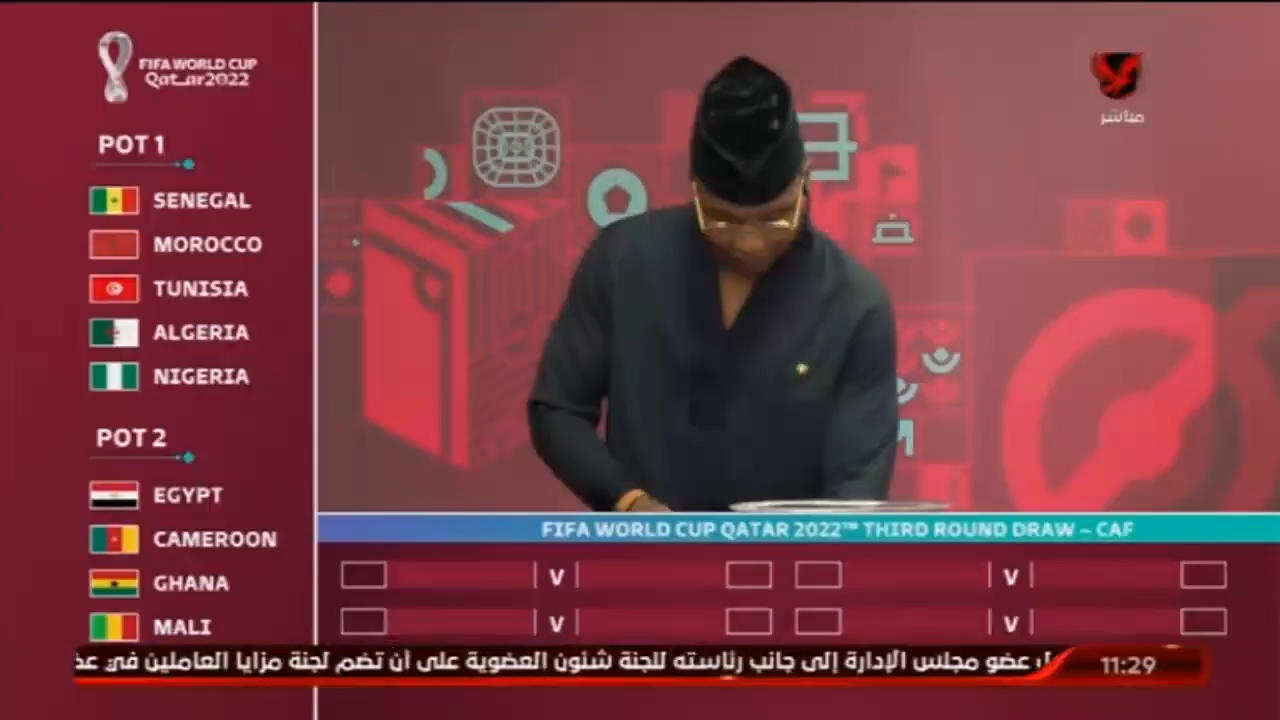 FIFA WORLD CUP
Qatar2022
POT 1
SENEGAL
MOROCCO
TUNISIA
ALGERIA
NIGERIA
POT 2
EGYPT
CAMEROON
GHANA
MALI
مباشر
FIFA WORLD CUP QATAR 2022™ THIRD ROUND DRAW – CAF
V V
V V
عضو مجلس الإدارة إلى جانب رئاسته للجنة شئون العضوية على أن تضم لجنة مزايا العاملين في
11:29